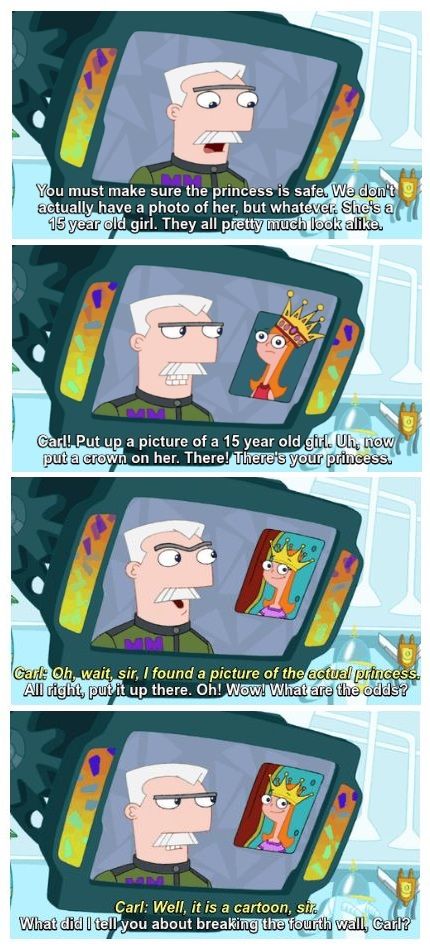 MM
You must make sure the princess is safe. We don't
actually have a photo of her, but whatever. She's a
15 year old girl. They all pretty much look alike.
MM
Carl! Put up a picture of a 15 year old girl. Uh, now
put a crown on her. There! There's your princess.
MM
Carl: Oh, wait, sir, I found a picture of the actual princess.
All right, put it up there. Oh! Wow! What are the odds?
MM
Carl: Well, it is a cartoon, sir.
What did I tell you about breaking the fourth wall, Carl?